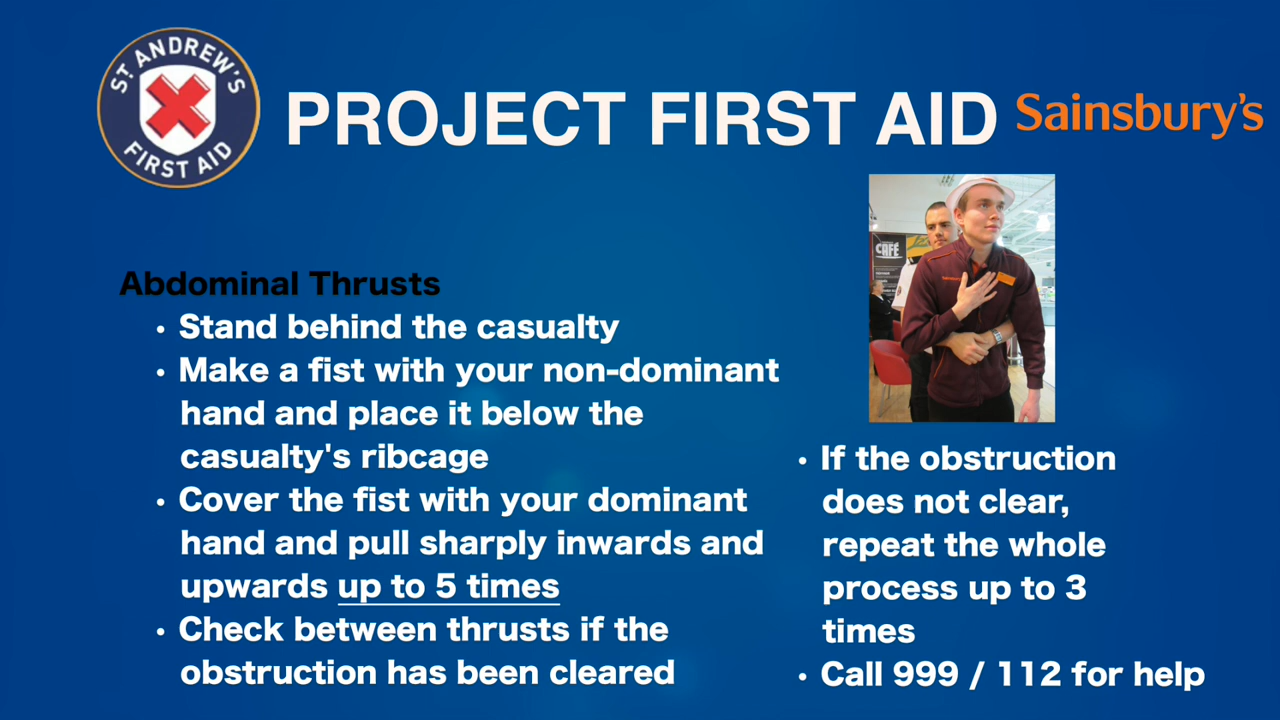 ST. ANDREW'S
FIRST AID
PROJECT FIRST AID
Sainsbury's
CAFÉ
Abdominal Thrusts
• Stand behind the casualty
• Make a fist with your non-dominant
hand and place it below the
casualty's ribcage
• Cover the fist with your dominant
hand and pull sharply inwards and
upwards up to 5 times
• Check between thrusts if the
obstruction has been cleared
• If the obstruction
does not clear,
repeat the whole
process up to 3
times
• Call 999 / 112 for help